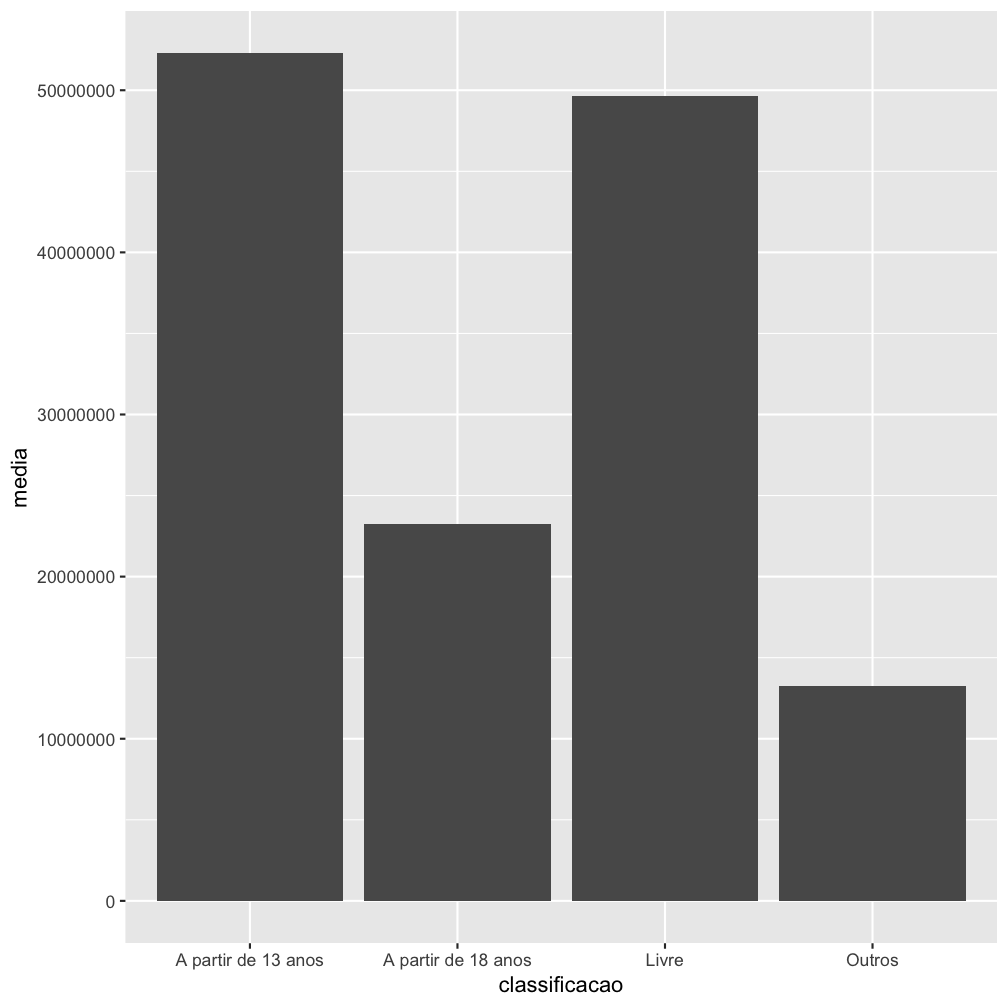 50000000
40000000
30000000
20000000
10000000
0
media
A partir de 13 anos
A partir de 18 anos
Livre
Outros
classificacao